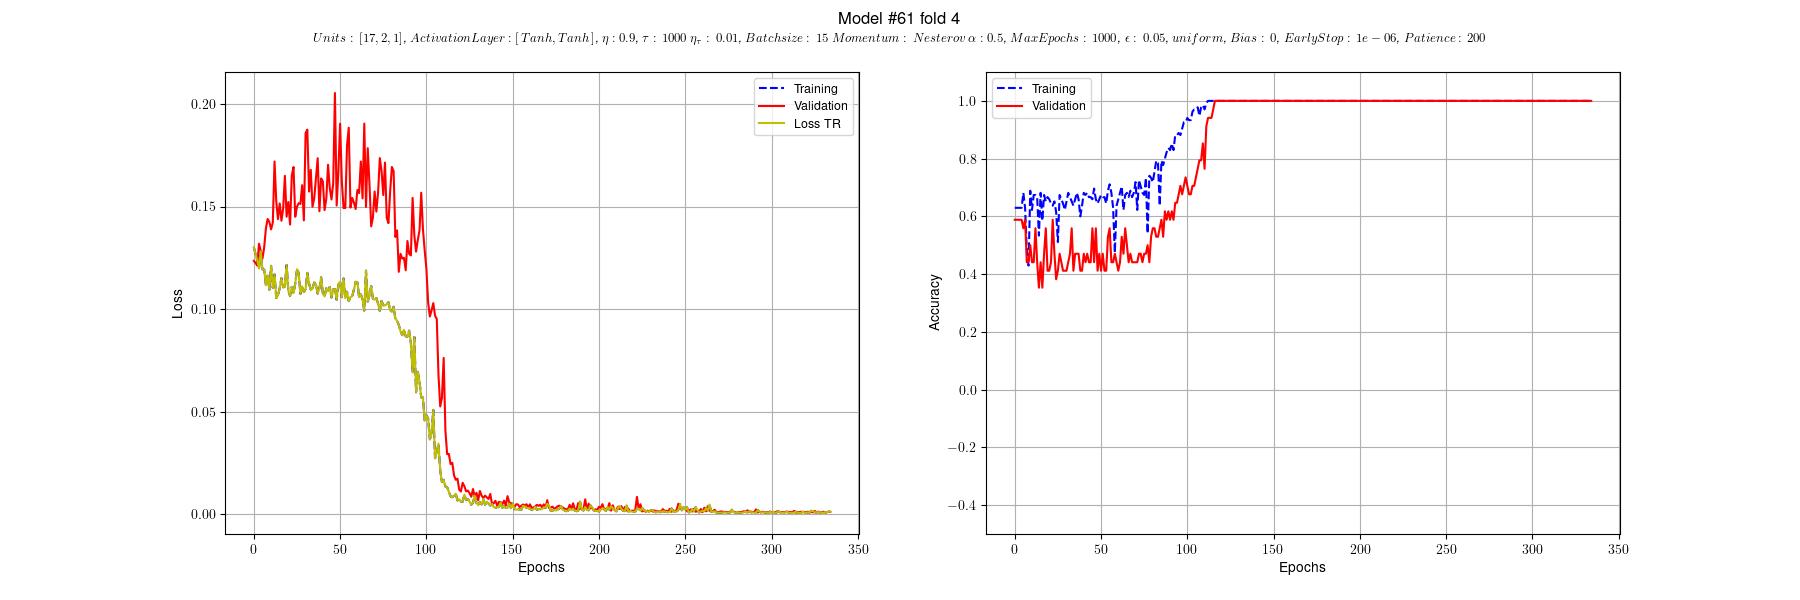 Model #61 fold 4
Units : [17, 2, 1], ActivationLayer : [Tanh, Tanh], η : 0.9, τ : 1000 ητ : 0.01, Batchsize : 15 Momentum : Nesterov α : 0.5, MaxEpochs : 1000, ϵ : 0.05, uniform, Bias : 0, EarlyStop : 1e − 06, Patience : 200
Training
Validation
Loss TR
0.20
0.15
0.10
0.05
0.00
Loss
0 50 100 150 200 250 300 350
Epochs
Training
Validation
1.0
0.8
0.6
0.4
0.2
0.0
−0.2
−0.4
Accuracy
0 50 100 150 200 250 300 350
Epochs